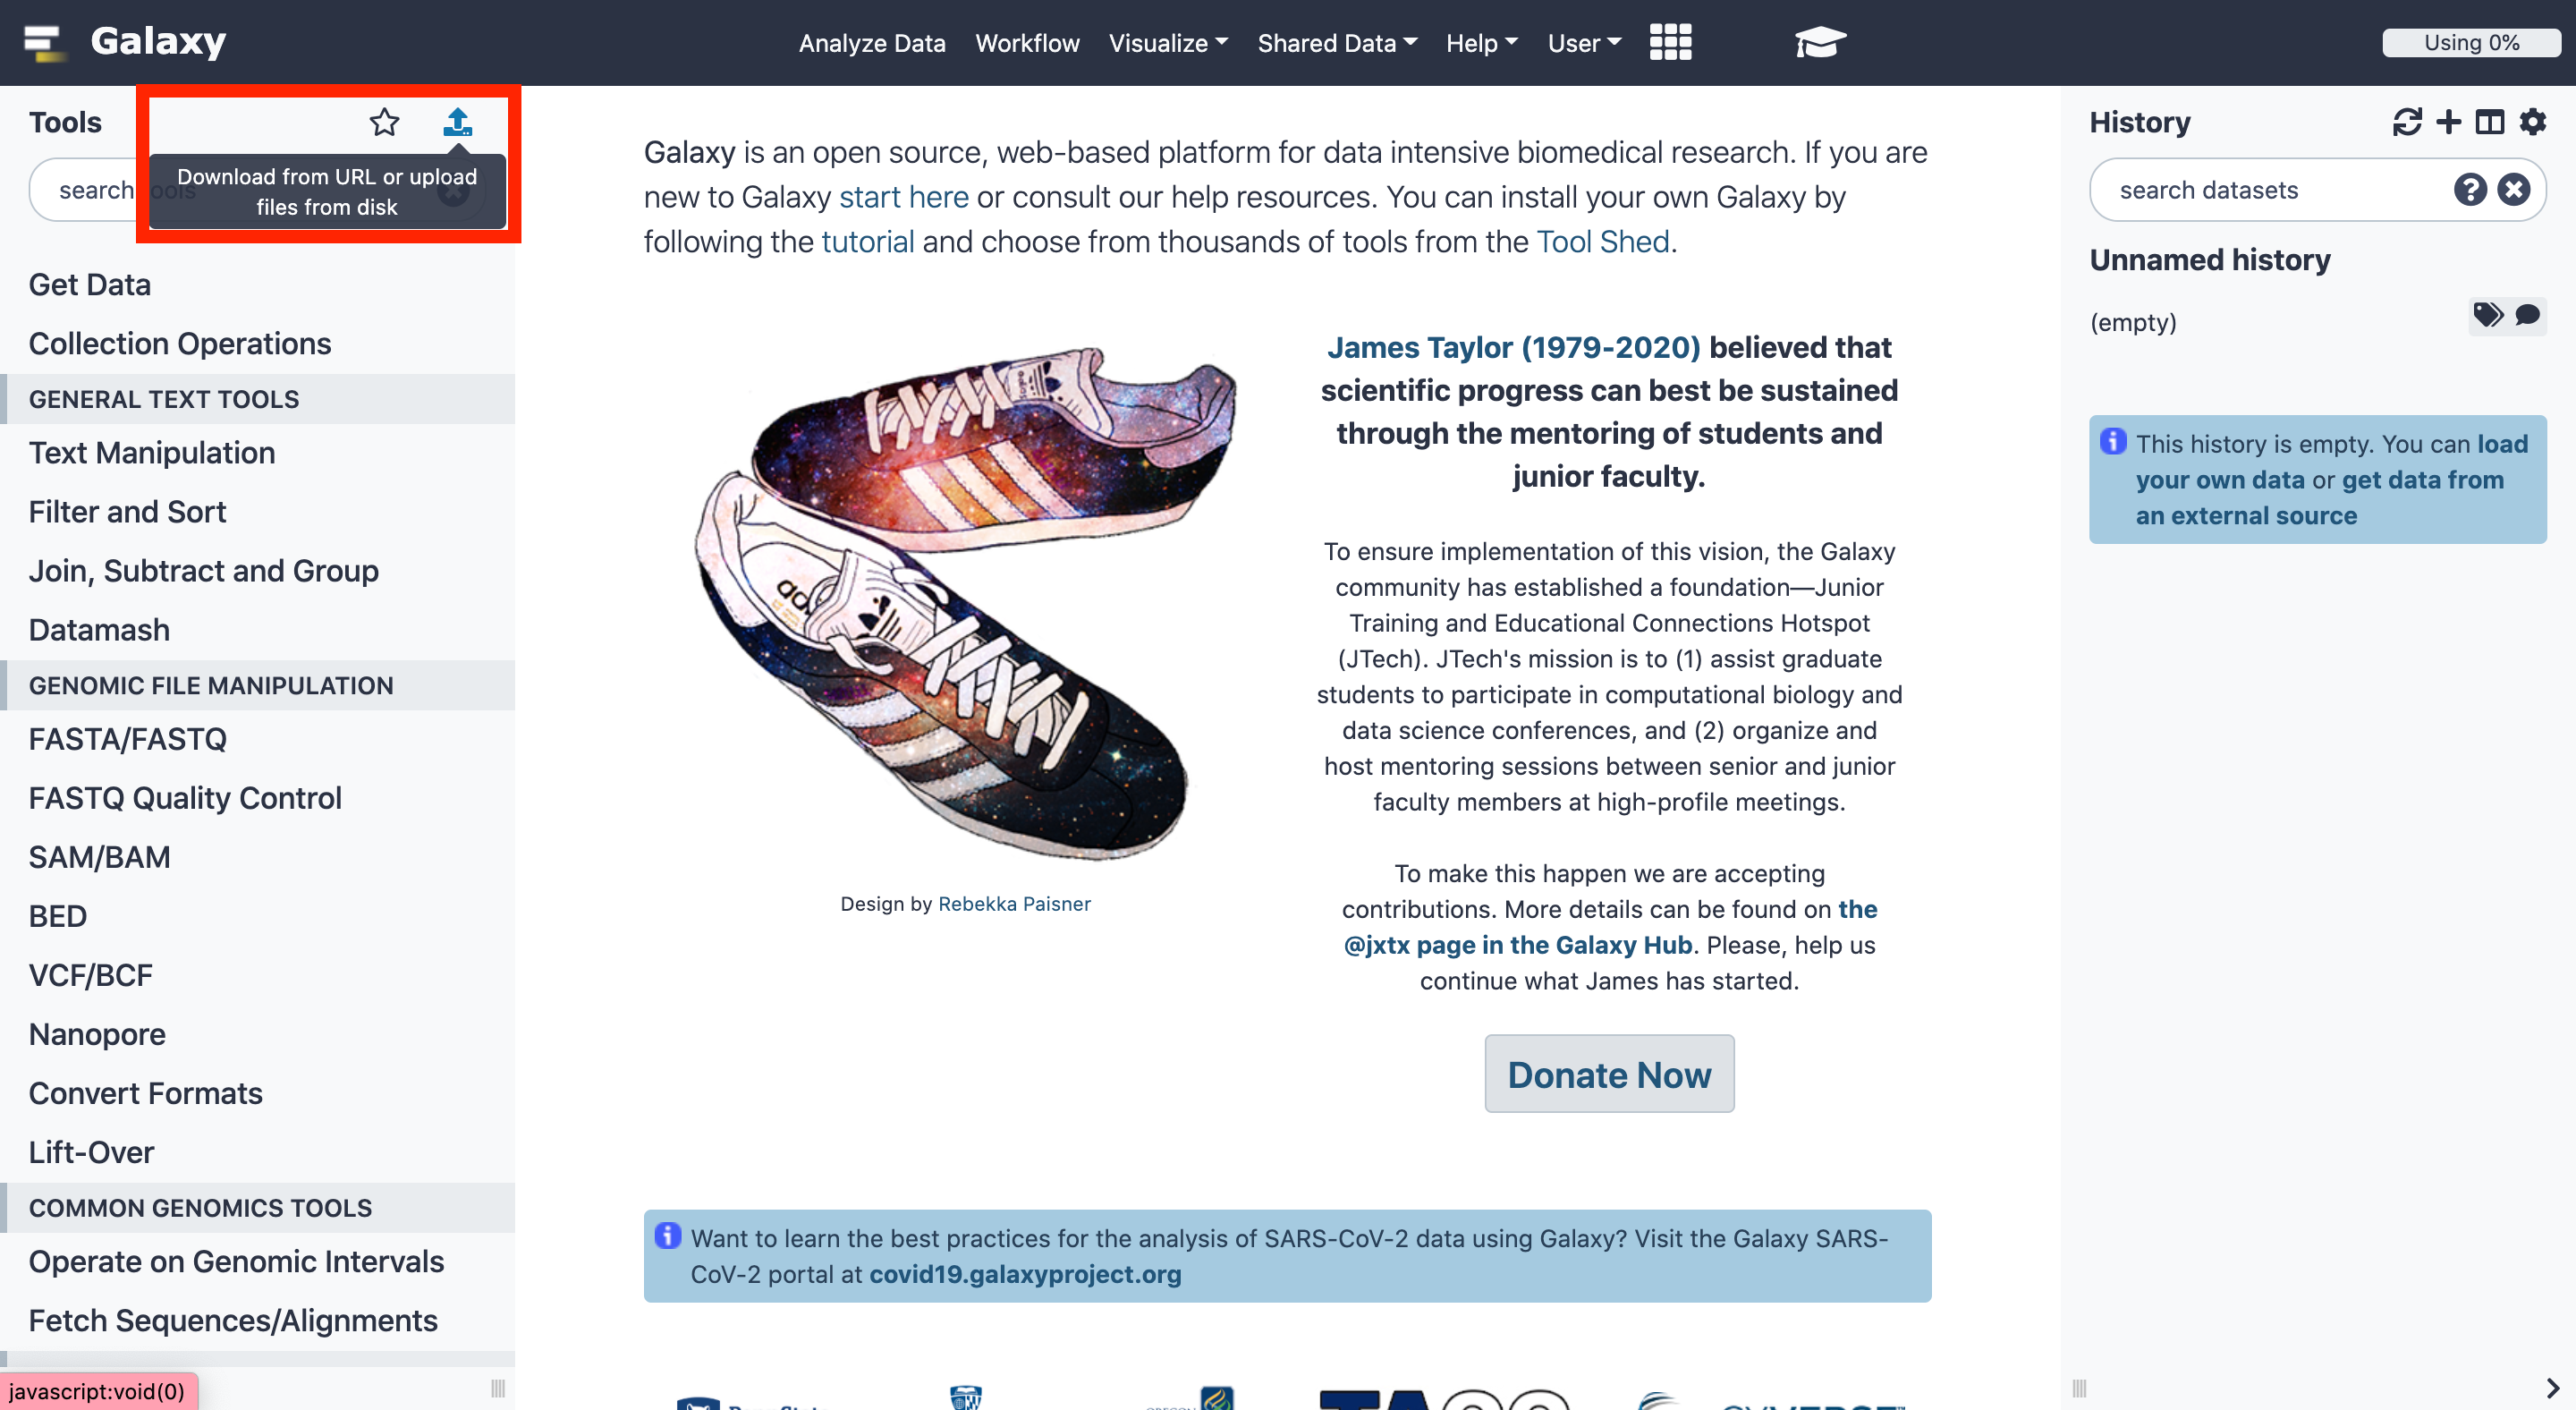 Galaxy
Analyze Data Workflow Visualize Shared Data Help User
Using 0%
Tools
Download from URL or upload
files from disk
search tools
Get Data
Collection Operations
GENERAL TEXT TOOLS
Text Manipulation
Filter and Sort
Join, Subtract and Group
Datamash
GENOMIC FILE MANIPULATION
FASTA/FASTQ
FASTQ Quality Control
SAM/BAM
BED
VCF/BCF
Nanopore
Convert Formats
Lift-Over
COMMON GENOMICS TOOLS
Operate on Genomic Intervals
Fetch Sequences/Alignments
javascript:void(0)
Galaxy is an open source, web-based platform for data intensive biomedical research. If you are
new to Galaxy start here or consult our help resources. You can install your own Galaxy by
following the tutorial and choose from thousands of tools from the Tool Shed.
Design by Rebekka Paisner
James Taylor (1979-2020) believed that
scientific progress can best be sustained
through the mentoring of students and
junior faculty.
To ensure implementation of this vision, the Galaxy
community has established a foundation—Junior
Training and Educational Connections Hotspot
(JTech). JTech's mission is to (1) assist graduate
students to participate in computational biology and
data science conferences, and (2) organize and
host mentoring sessions between senior and junior
faculty members at high-profile meetings.
To make this happen we are accepting
contributions. More details can be found on the
@jxtx page in the Galaxy Hub. Please, help us
continue what James has started.
Donate Now
Want to learn the best practices for the analysis of SARS-CoV-2 data using Galaxy? Visit the Galaxy SARS-
CoV-2 portal at covid19.galaxyproject.org
History
search datasets
Unnamed history
(empty)
This history is empty. You can load
your own data or get data from
an external source